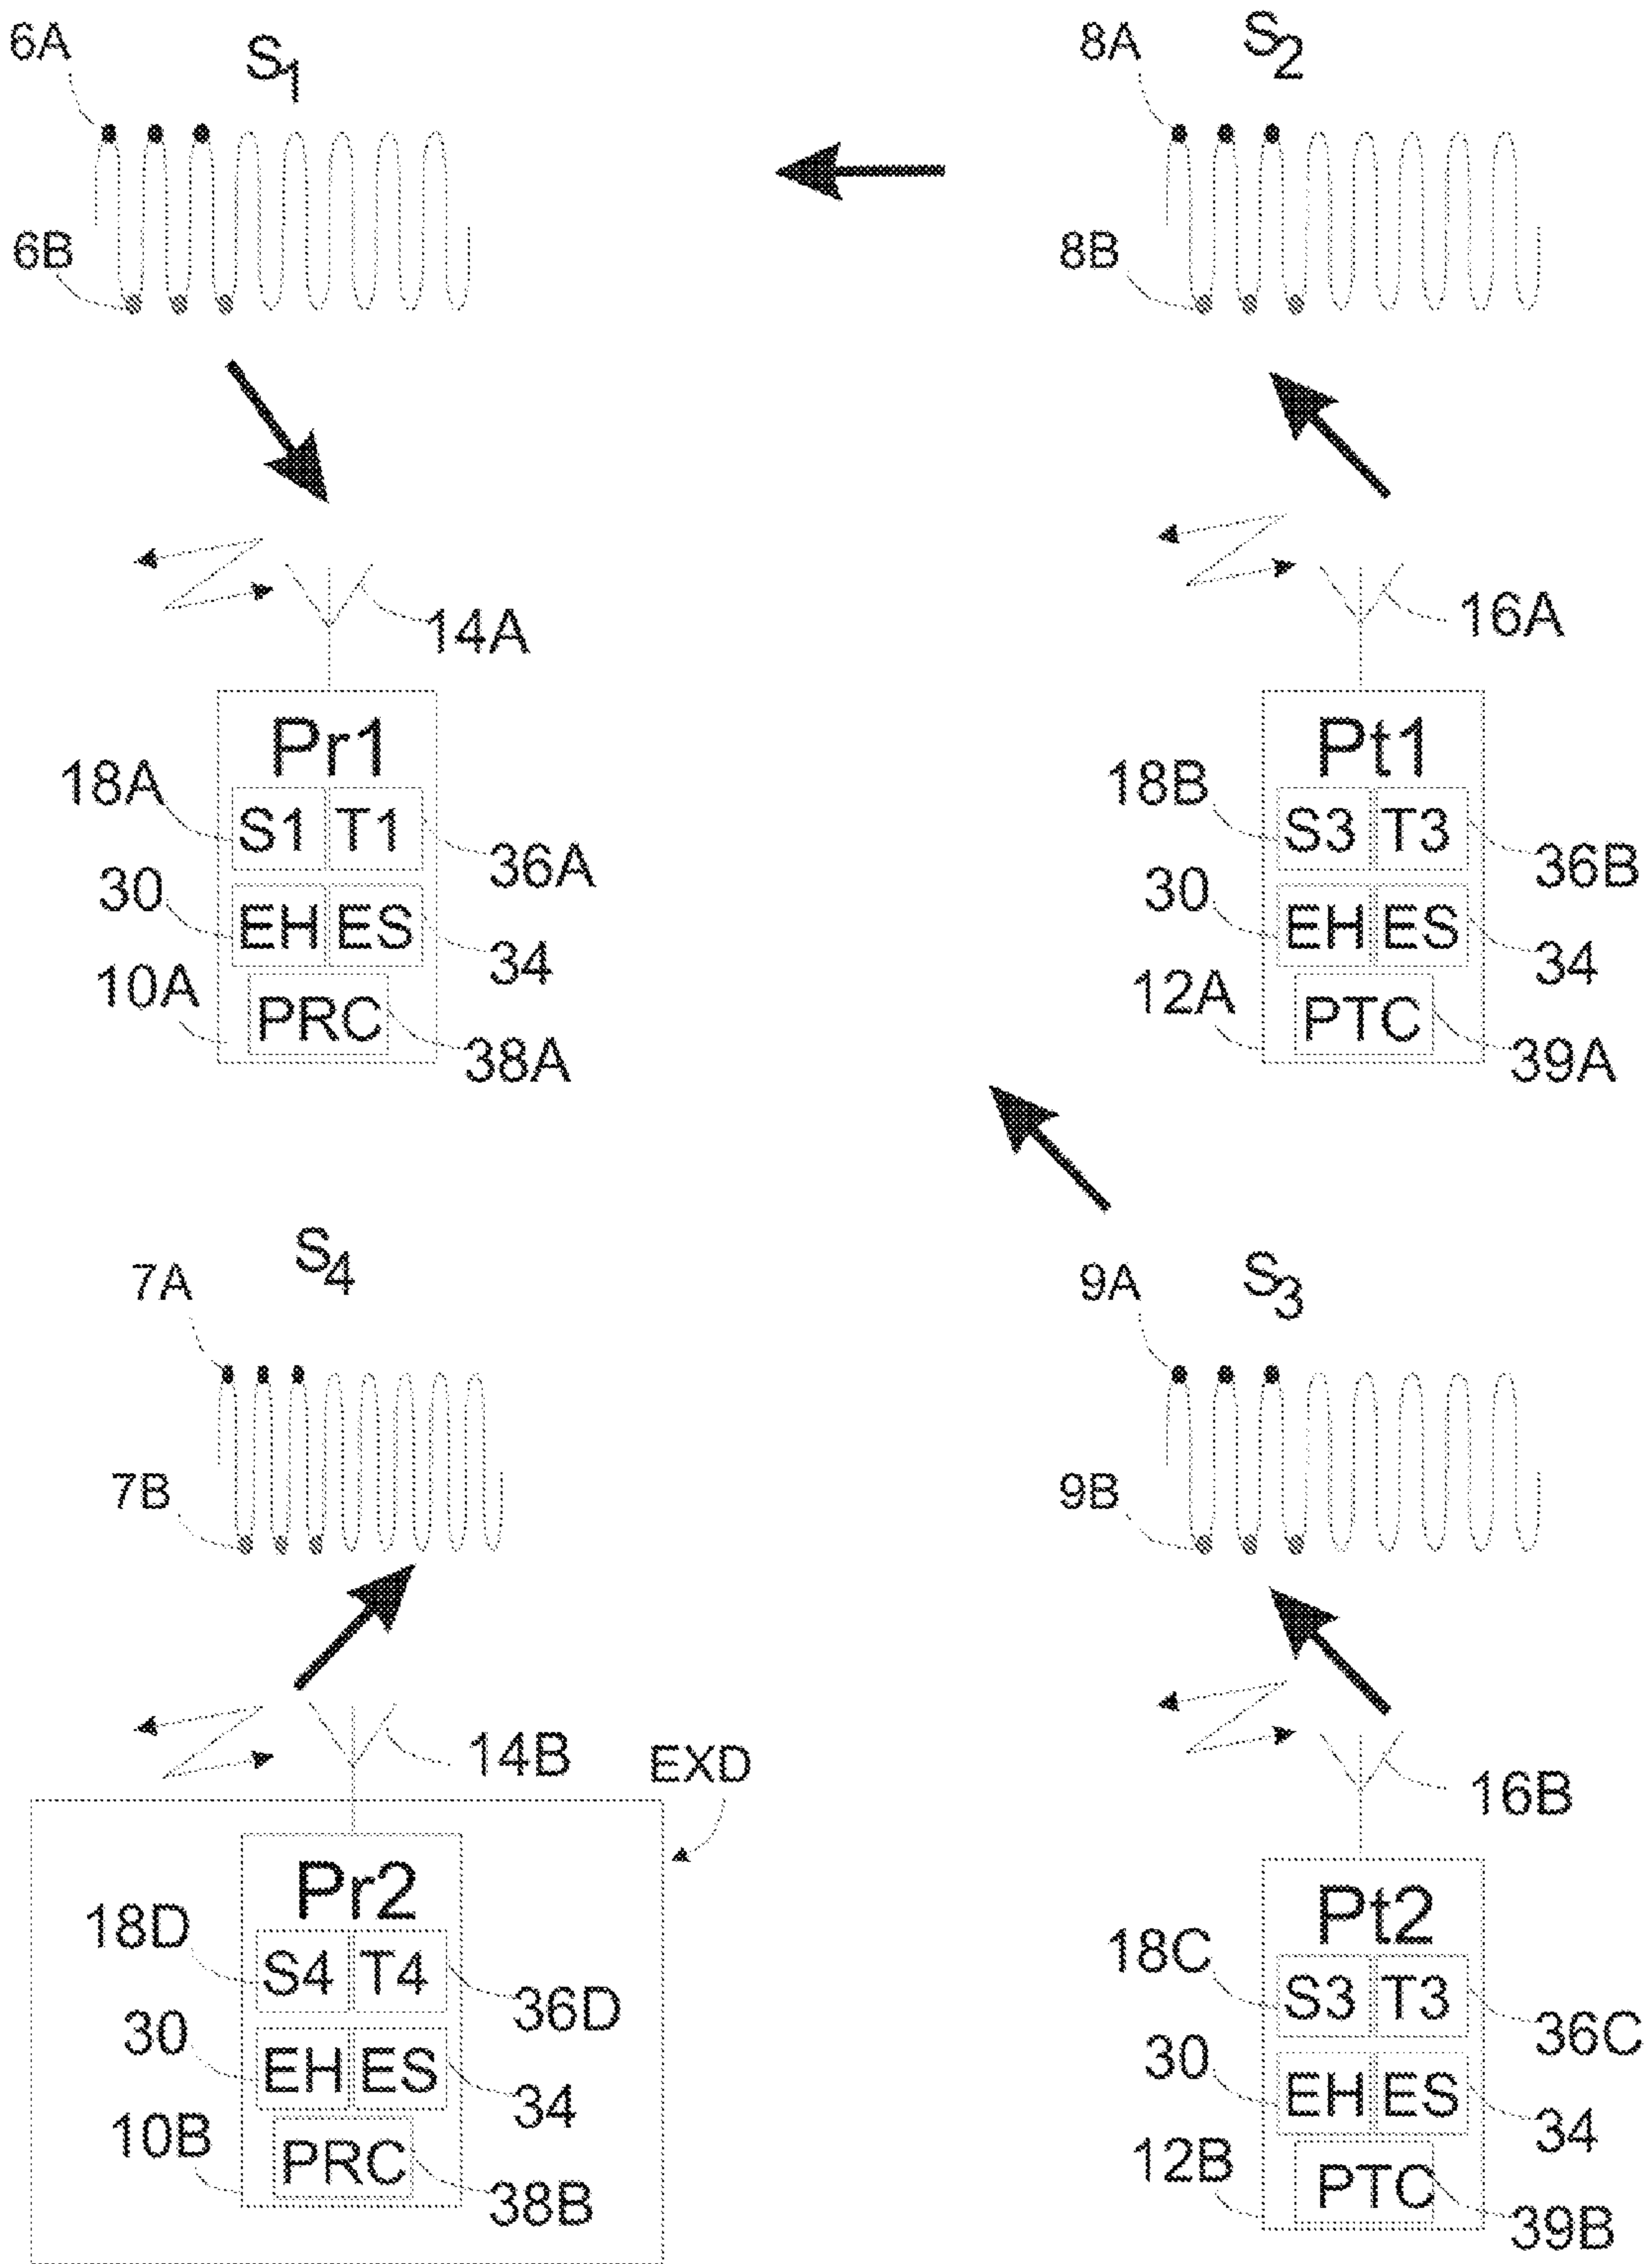 6A S1 8A S2
6B 8B
14A 16A
Pr1 Pt1
18A S1 T1 36A 18B S3 T3 36B
30 EH ES 34 30 EH ES 34
10A PRC 38A 12A PTC 39A
7A S4 9A S3
7B 9B
14B EXD 16B
Pr2 Pt2
18D S4 T4 36D 18C S3 T3 36C
30 EH ES 34 30 EH ES 34
10B PRC 38B 12B PTC 39B